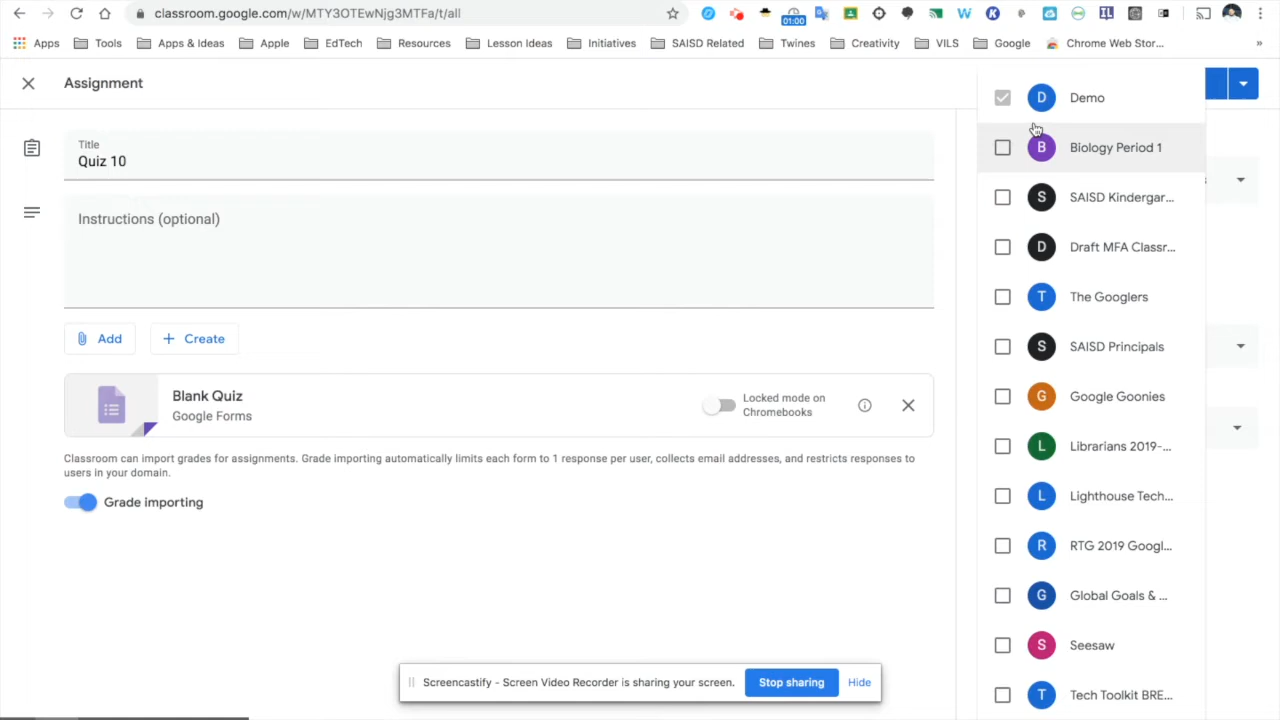 classroom.google.com/w/MTY3OTEwNjg3MTFa/t/all
01:00
Apps Tools Apps & Ideas Apple EdTech Resources Lesson Ideas Initiatives SAISD Related Twines Creativity VILS Google Chrome Web Stor... »
Assignment
Title
Quiz 10
Instructions (optional)
Add
Create
Blank Quiz
Google Forms
Locked mode on
Chromebooks
Classroom can import grades for assignments. Grade importing automatically limits each form to 1 response per user, collects email addresses, and restricts responses to
users in your domain.
Grade importing
D Demo
B Biology Period 1
S SAISD Kindergar...
D Draft MFA Classr...
T The Googlers
S SAISD Principals
G Google Goonies
L Librarians 2019-...
L Lighthouse Tech...
R RTG 2019 Googl...
G Global Goals & ...
S Seesaw
T Tech Toolkit BRE...
Screencastify - Screen Video Recorder is sharing your screen.
Stop sharing
Hide